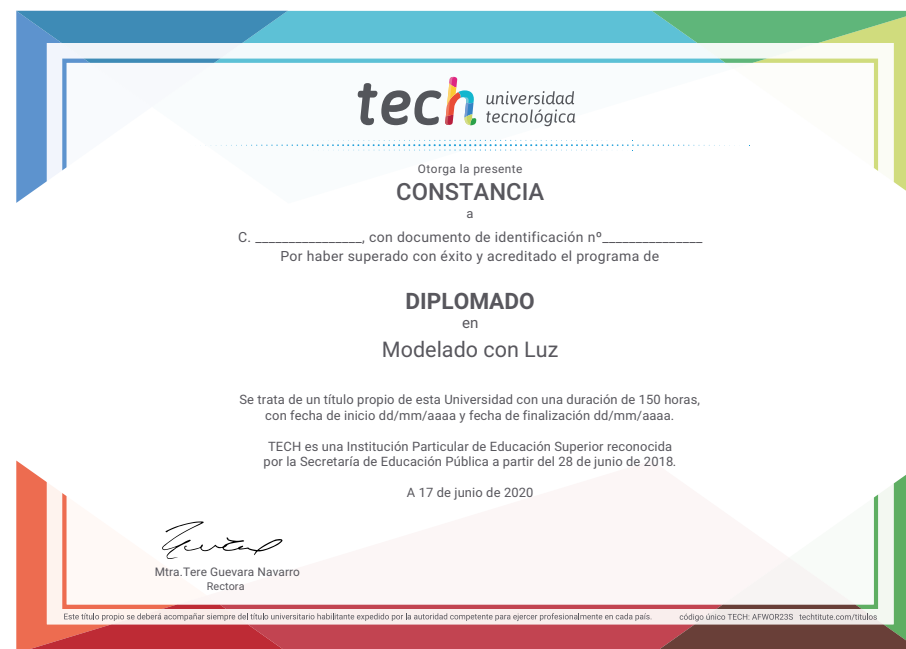 tech universidad
tecnológica
Otorga la presente
CONSTANCIA
a
C. ________________, con documento de identificación nº_______________
Por haber superado con éxito y acreditado el programa de
DIPLOMADO
en
Modelado con Luz
Se trata de un título propio de esta Universidad con una duración de 150 horas,
con fecha de inicio dd/mm/aaaa y fecha de finalización dd/mm/aaaa.
TECH es una Institución Particular de Educación Superior reconocida
por la Secretaría de Educación Pública a partir del 28 de junio de 2018.
A 17 de junio de 2020
Mtra.Tere Guevara Navarro
Rectora
Este título propio se deberá acompañar siempre del título universitario habilitante expedido por la autoridad competente para ejercer profesionalmente en cada país. código único TECH: AFWOR23S techtitute.com/titulos